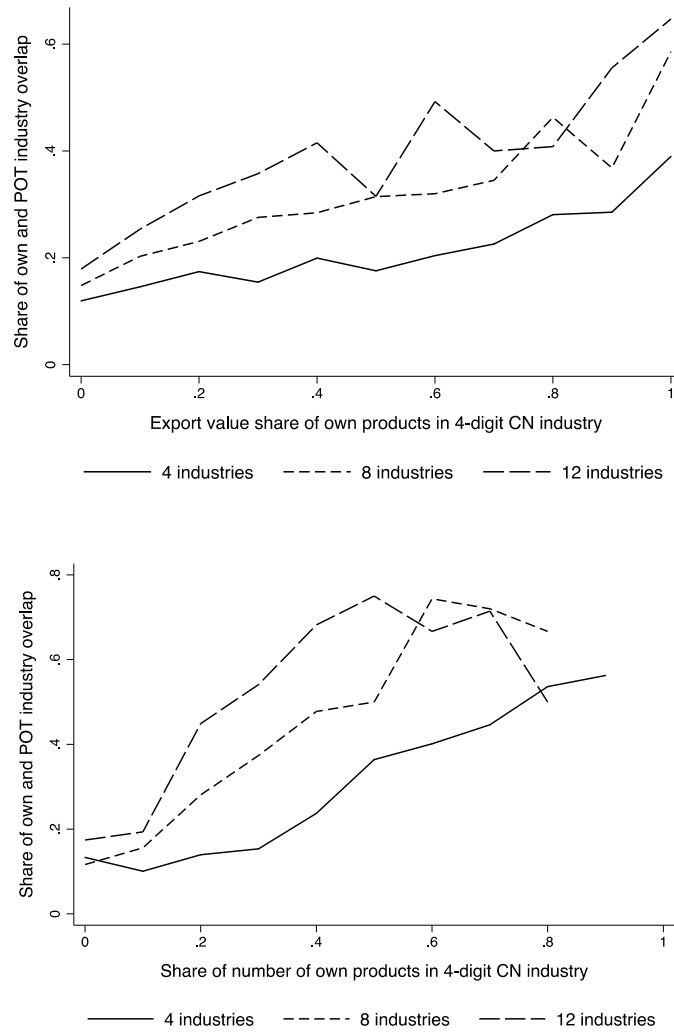 Share of own and POT industry overlap
.6
.4
.2
0
0 .2 .4 .6 .8 1
Export value share of own products in 4-digit CN industry
4 industries 8 industries 12 industries
Share of own and POT industry overlap
.8
.6
.4
.2
0
0 .2 .4 .6 .8 1
Share of number of own products in 4-digit CN industry
4 industries 8 industries 12 industries